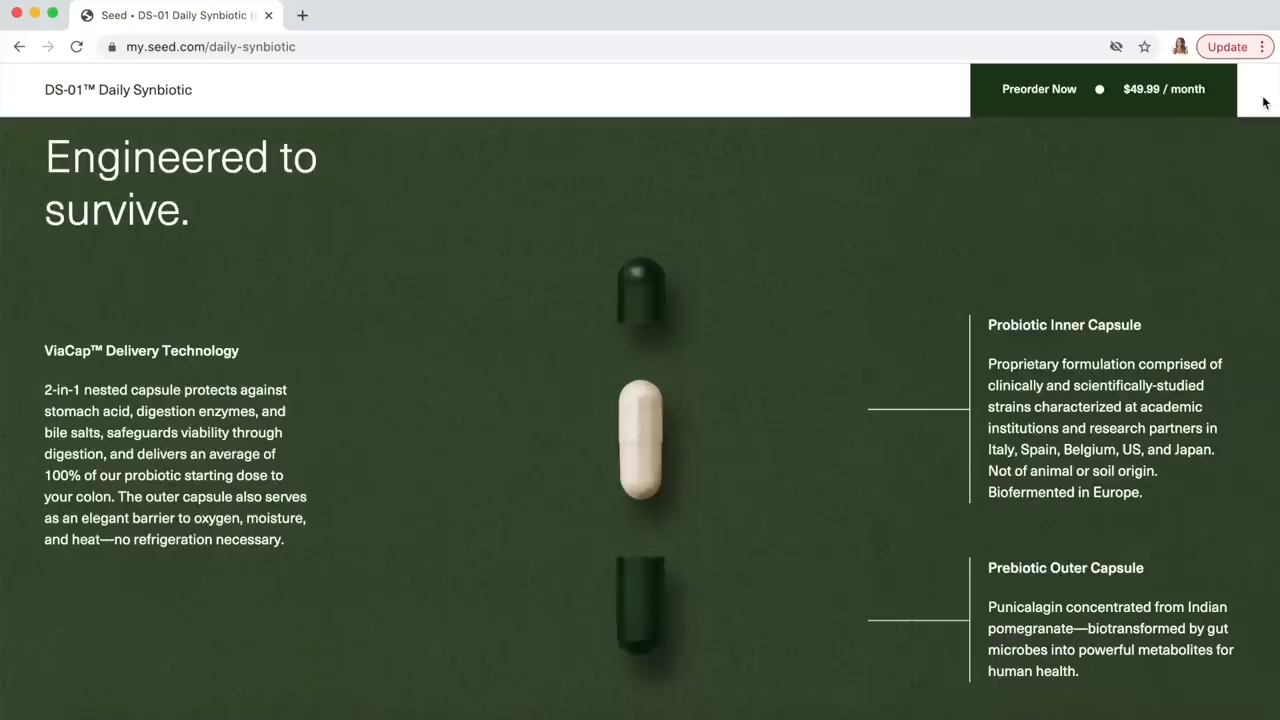 Seed • DS-01 Daily Synbiotic
my.seed.com/daily-synbiotic
Update
DS-01™ Daily Synbiotic
Preorder Now
$49.99 / month
Engineered to
survive.
ViaCap™ Delivery Technology
2-in-1 nested capsule protects against
stomach acid, digestion enzymes, and
bile salts, safeguards viability through
digestion, and delivers an average of
100% of our probiotic starting dose to
your colon. The outer capsule also serves
as an elegant barrier to oxygen, moisture,
and heat—no refrigeration necessary.
Probiotic Inner Capsule
Proprietary formulation comprised of
clinically and scientifically-studied
strains characterized at academic
institutions and research partners in
Italy, Spain, Belgium, US, and Japan.
Not of animal or soil origin.
Biofermented in Europe.
Prebiotic Outer Capsule
Punicalagin concentrated from Indian
pomegranate—biotransformed by gut
microbes into powerful metabolites for
human health.